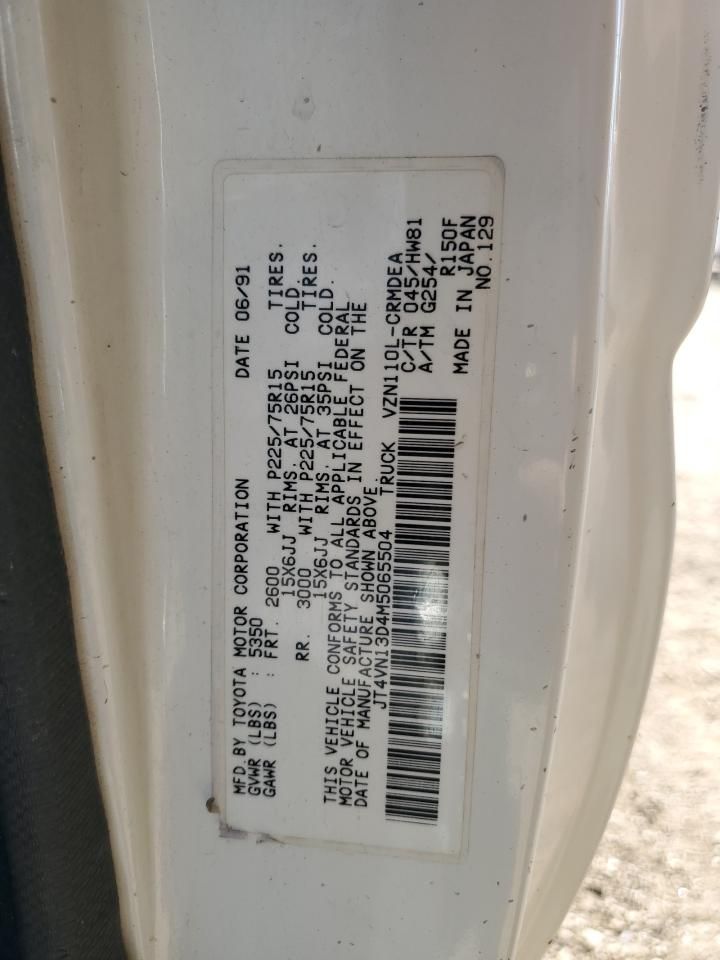 MFD BY TOYOTA MOTOR CORPORATION DATE 06/91
GVWR (LBS) : 5350
GAWR (LBS) : FRT. 2600 WITH P225/75R15 TIRES.
15X6JJ RIMS. AT 26PSI COLD.
RR. 3000 WITH P225/75R15 TIRES.
15X6JJ RIMS. AT 35PSI COLD.
THIS VEHICLE CONFORMS TO ALL APPLICABLE FEDERAL
MOTOR VEHICLE SAFETY STANDARDS IN EFFECT ON THE
DATE OF MANUFACTURE SHOWN ABOVE.
JT4VN13D4M5065504 TRUCK VZN110L-CRMDEA
C/TR 045/HW81
A/TM G254/
R150F
MADE IN JAPAN
NO.129